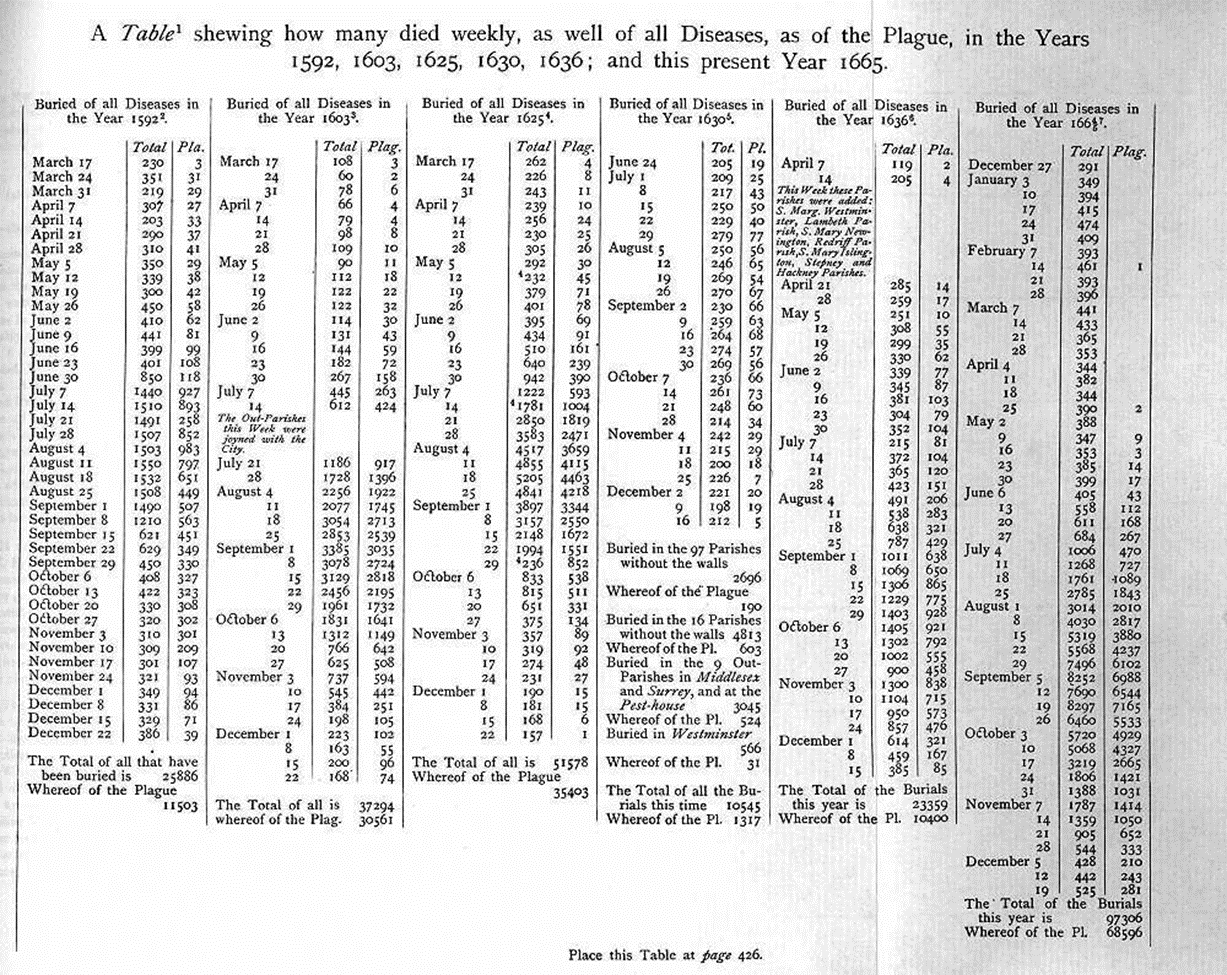 A Table¹ shewing how many died weekly, as well of all Diseases, as of the Plague, in the Years
1592, 1603, 1625, 1630, 1636; and this present Year 1665.
Buried of all Diseases in
the Year 1592².
Total Pla.
March 17 230 3
March 24 351 31
March 31 219 29
April 7 307 27
April 14 203 33
April 21 290 37
April 28 310 41
May 5 350 29
May 12 339 38
May 19 300 42
May 26 450 58
June 2 410 62
June 9 441 81
June 16 399 99
June 23 401 108
June 30 850 118
July 7 1440 927
July 14 1510 893
July 21 1491 258
July 28 1507 852
August 4 1503 983
August 11 1550 797
August 18 1532 651
August 25 1508 449
September 1 1490 507
September 8 1210 563
September 15 621 451
September 22 629 349
September 29 450 330
October 6 408 327
October 13 422 323
October 20 330 308
October 27 320 302
November 3 310 301
November 10 309 209
November 17 301 107
November 24 321 93
December 1 349 94
December 8 331 86
December 15 329 71
December 22 386 39
The Total of all that have
been buried is 25886
Whereof of the Plague
11503
Buried of all Diseases in
the Year 1603³.
Total Plag.
March 17 108 3
24 60 2
31 78 6
April 7 66 4
14 79 4
21 98 8
28 109 10
May 5 90 11
12 112 18
19 122 22
26 122 32
June 2 114 30
9 131 43
16 144 59
23 182 72
30 267 158
July 7 445 263
14 612 424
The Out-Parishes
this Week were
joyned with the
City.
July 21 1186 917
28 1728 1396
August 4 2256 1922
11 2077 1745
18 3054 2713
25 2853 2539
September 1 3385 3035
8 3078 2724
15 3129 2818
22 2456 2195
29 1961 1732
October 6 1831 1641
13 1312 1149
20 766 642
27 625 508
November 3 737 594
10 545 442
17 384 251
24 198 105
December 1 223 102
8 163 55
15 200 96
22 168 74
The Total of all is 37294
whereof of the Plag. 30561
Buried of all Diseases in
the Year 1625⁴.
Total Plag.
March 17 262 4
24 226 8
31 243 11
April 7 239 10
14 256 24
21 230 25
28 305 26
May 5 292 30
12 ⁴232 45
19 379 71
26 401 78
June 2 395 69
9 434 91
16 510 161
23 640 239
30 942 390
July 7 1222 593
14 ⁴1781 1004
21 2850 1819
28 3583 2471
August 4 4517 3659
11 4855 4115
18 5205 4463
25 4841 4218
September 1 3897 3344
8 3157 2550
15 2148 1672
22 1994 1551
29 ⁴236 852
October 6 833 538
13 815 511
20 651 331
27 375 134
November 3 357 89
10 319 92
17 274 48
24 231 27
December 1 190 15
8 181 15
15 168 6
22 157 1
The Total of all is 51578
Whereof of the Plague
35403
Buried of all Diseases in
the Year 1630⁵.
Tot. Pl.
June 24 205 19
July 1 209 25
8 217 43
15 250 50
22 229 40
29 279 77
August 5 250 56
12 246 65
19 269 54
26 270 67
September 2 230 66
9 259 63
16 264 68
23 274 57
30 269 56
October 7 236 66
14 261 73
21 248 60
28 214 34
November 4 242 29
11 215 29
18 200 18
25 226 7
December 2 221 20
9 198 19
16 212 5
Buried in the 97 Parishes
without the walls
2696
Whereof of the Plague
190
Buried in the 16 Parishes
without the walls 4813
Whereof of the Pl. 603
Buried in the 9 Out-
Parishes in Middlesex
and Surrey, and at the
Pest-house 3045
Whereof of the Pl. 524
Buried in Westminster
566
Whereof of the Pl. 31
The Total of all the Bu-
rials this time 10545
Whereof of the Pl. 1317
Buried of all Diseases in
the Year 1636⁶.
Total Pla.
April 7 119 2
14 205 4
This Week these Pa-
rishes were added:
S. Marg. Westmin-
ster, Lambeth Pa-
rish, S. Mary New-
ington, Redriff Pa-
rish, S. Mary Isling-
ton, Stepney and
Hackney Parishes.
April 21 285 14
28 259 17
May 5 251 10
12 308 55
19 299 35
26 330 62
June 2 339 77
9 345 87
16 381 103
23 304 79
30 352 104
July 7 215 81
14 372 104
21 365 120
28 423 151
August 4 491 206
11 538 283
18 638 321
25 787 429
September 1 1011 638
8 1069 650
15 1306 865
22 1229 775
29 1403 928
October 6 1405 921
13 1302 792
20 1002 555
27 900 458
November 3 1300 838
10 1104 715
17 950 573
24 857 476
December 1 614 321
8 459 167
15 385 85
The Total of the Burials
this year is 23359
Whereof of the Pl. 10400
Buried of all Diseases in
the Year 166⅘⁷.
Total Plag.
December 27 291
January 3 349
10 394
17 415
24 474
31 409
February 7 393
14 461 1
21 393
28 396
March 7 441
14 433
21 365
28 353
April 4 344
11 382
18 344
25 390 2
May 2 388
9 347 9
16 353 3
23 385 14
30 399 17
June 6 405 43
13 558 112
20 611 168
27 684 267
July 4 1006 470
11 1268 727
18 1761 1089
25 2785 1843
August 1 3014 2010
8 4030 2817
15 5319 3880
22 5568 4237
29 7496 6102
September 5 8252 6988
12 7690 6544
19 8297 7165
26 6460 5533
October 3 5720 4929
10 5068 4327
17 3219 2665
24 1806 1421
31 1388 1031
November 7 1787 1414
14 1359 1050
21 905 652
28 544 333
December 5 428 210
12 442 243
19 525 281
The Total of the Burials
this year is 97306
Whereof of the Pl. 68596
Place this Table at page 426.